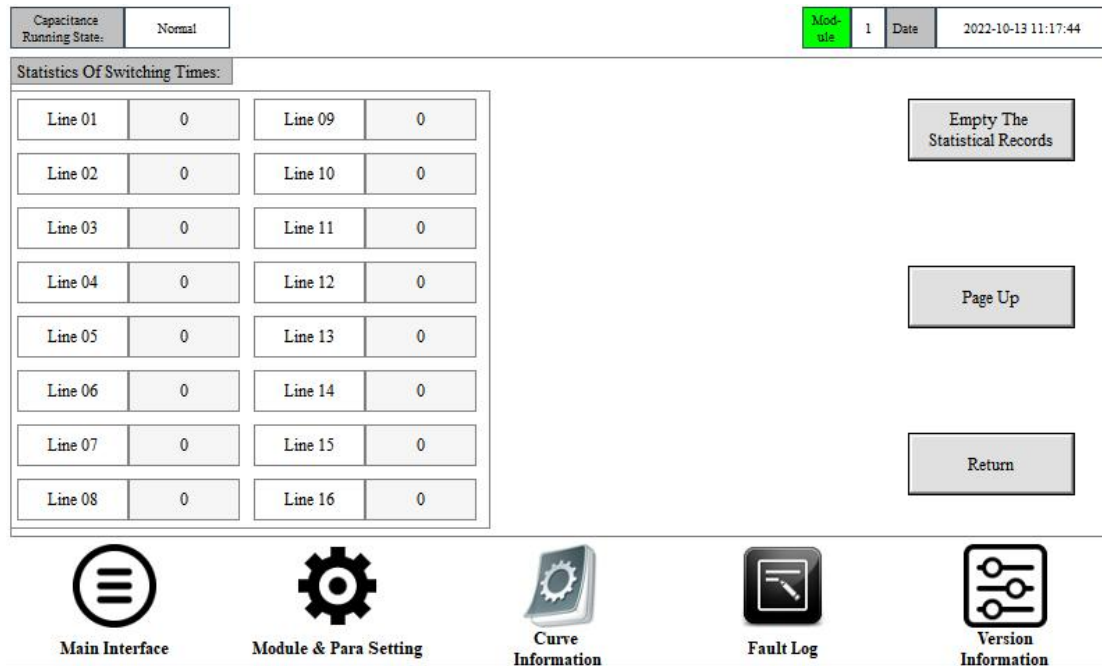 Capacitance
Running State:
Normal
Mod-
ule
1
Date
2022-10-13 11:17:44
Statistics Of Switching Times:
Line 01 0 Line 09 0
Line 02 0 Line 10 0
Line 03 0 Line 11 0
Line 04 0 Line 12 0
Line 05 0 Line 13 0
Line 06 0 Line 14 0
Line 07 0 Line 15 0
Line 08 0 Line 16 0
Empty The
Statistical Records
Page Up
Return
Main Interface
Module & Para Setting
Curve
Information
Fault Log
Version
Information